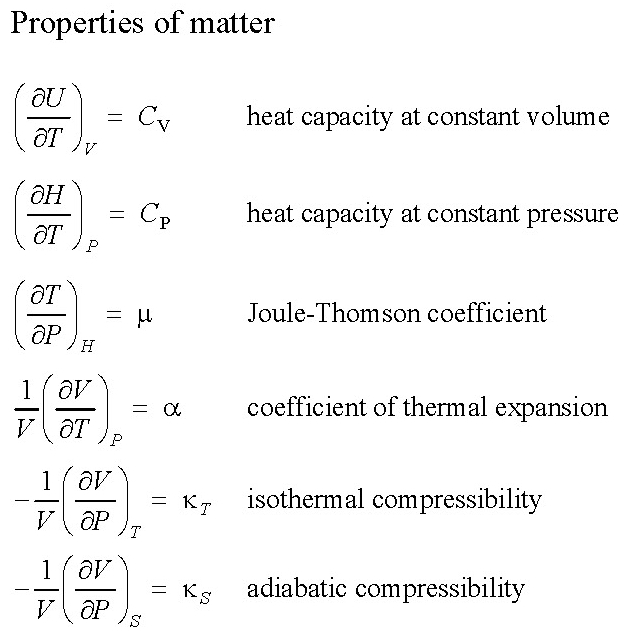 Properties of matter
(∂U/∂T)_V = C_V heat capacity at constant volume
(∂H/∂T)_P = C_P heat capacity at constant pressure
(∂T/∂P)_H = μ Joule-Thomson coefficient
1/V (∂V/∂T)_P = α coefficient of thermal expansion
−1/V (∂V/∂P)_T = κ_T isothermal compressibility
−1/V (∂V/∂P)_S = κ_S adiabatic compressibility